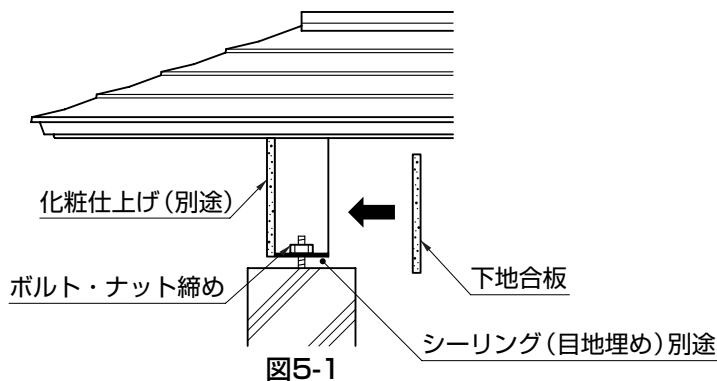 化粧仕上げ(別途)
ボルト・ナット締め
下地合板
シーリング(目地埋め)別途
図5-1